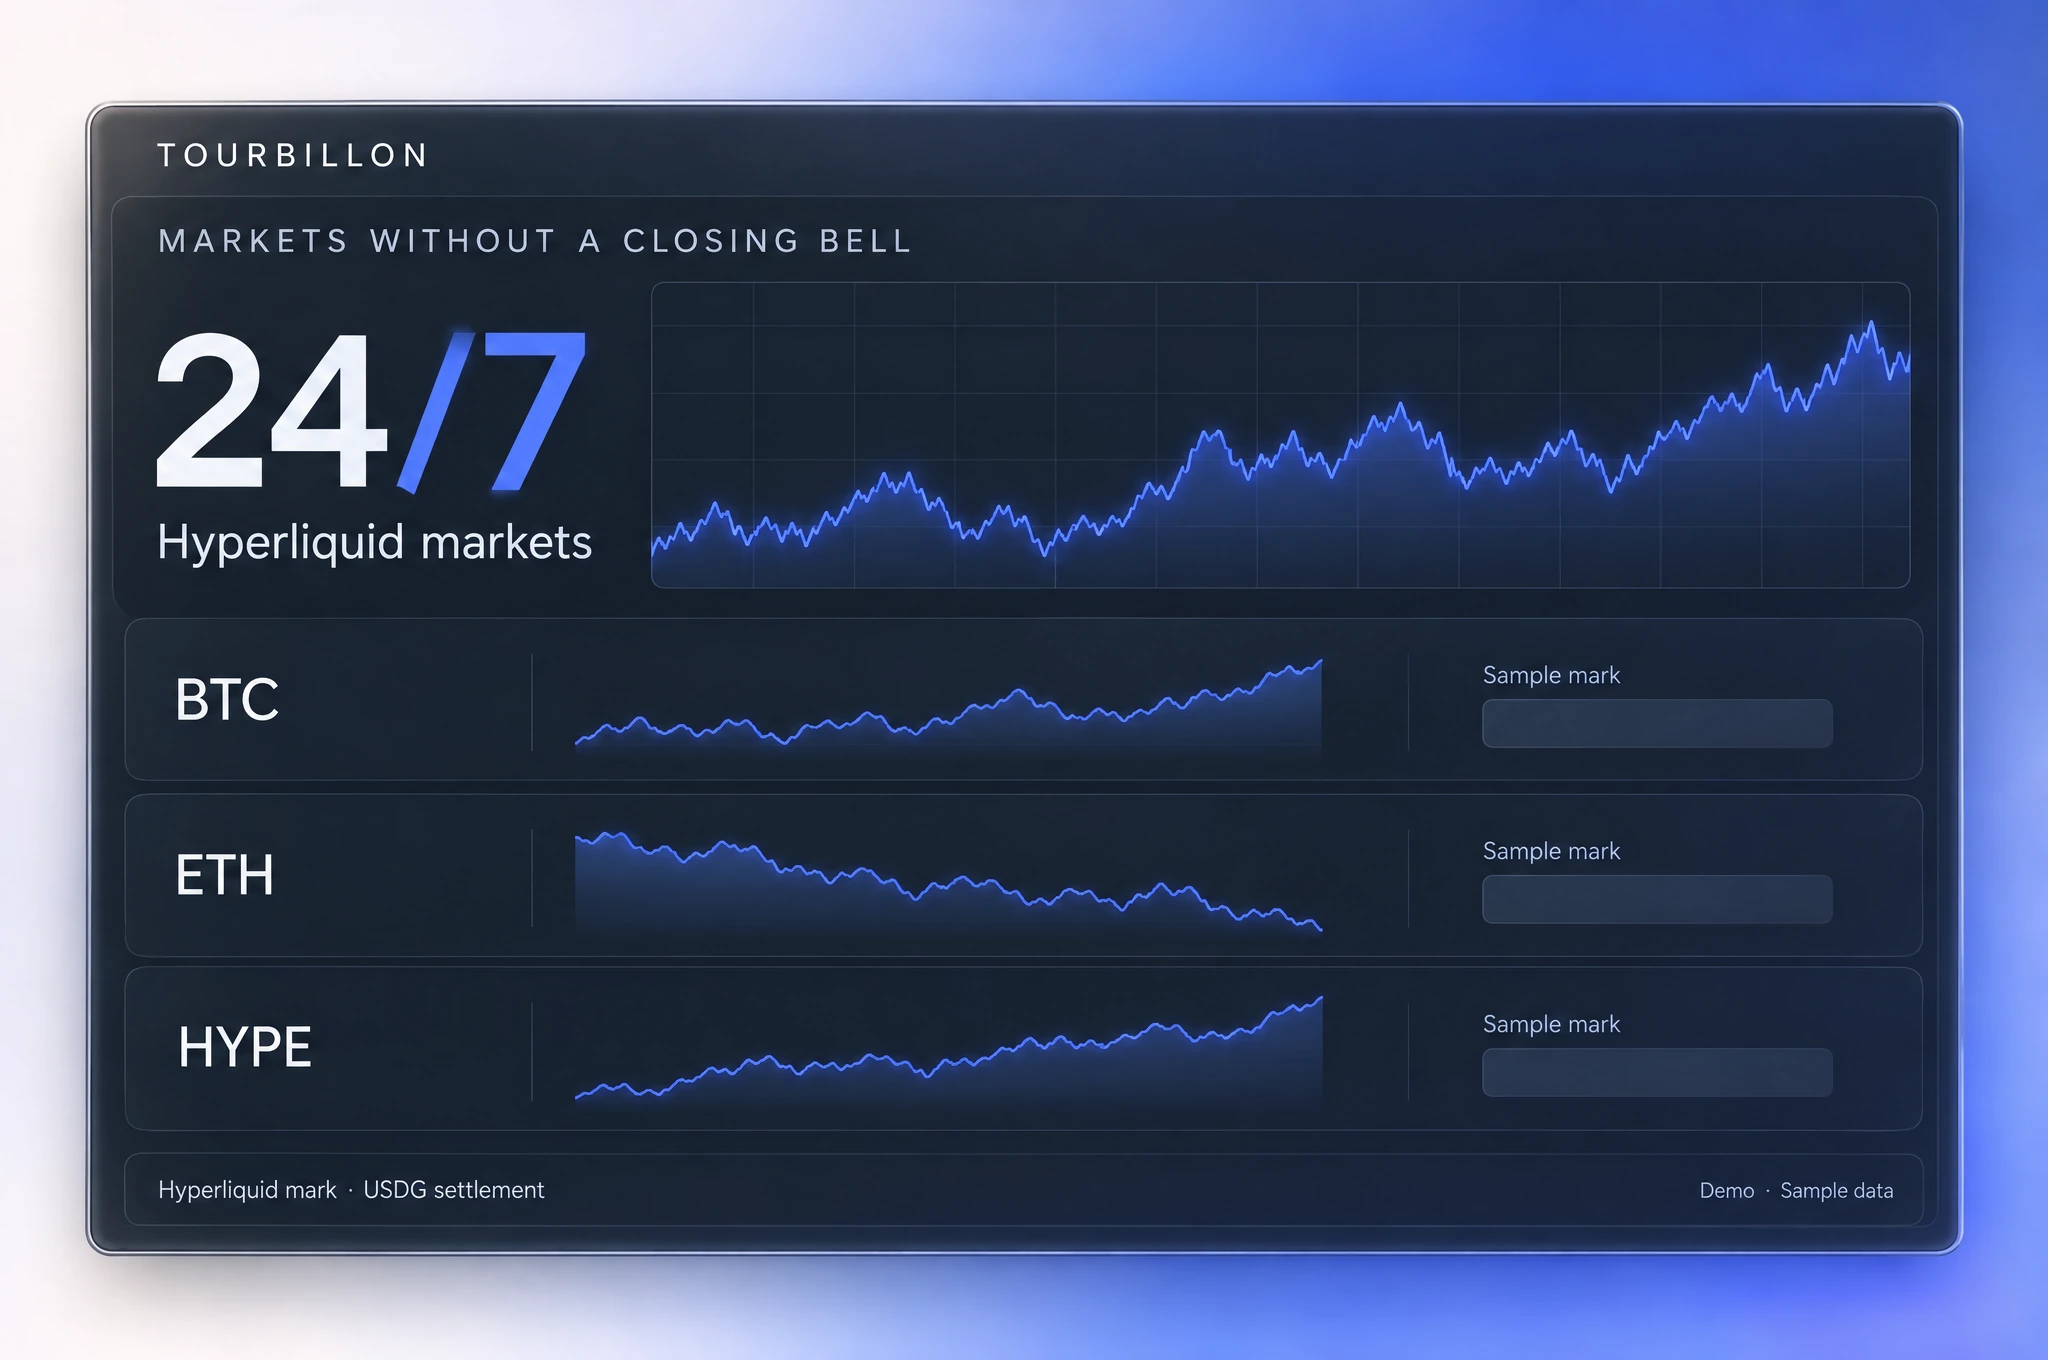 TOURBILLON
MARKETS WITHOUT A CLOSING BELL
24/7
Hyperliquid markets
BTC
Sample mark
ETH
Sample mark
HYPE
Sample mark
Hyperliquid mark · USDG settlement
Demo · Sample data